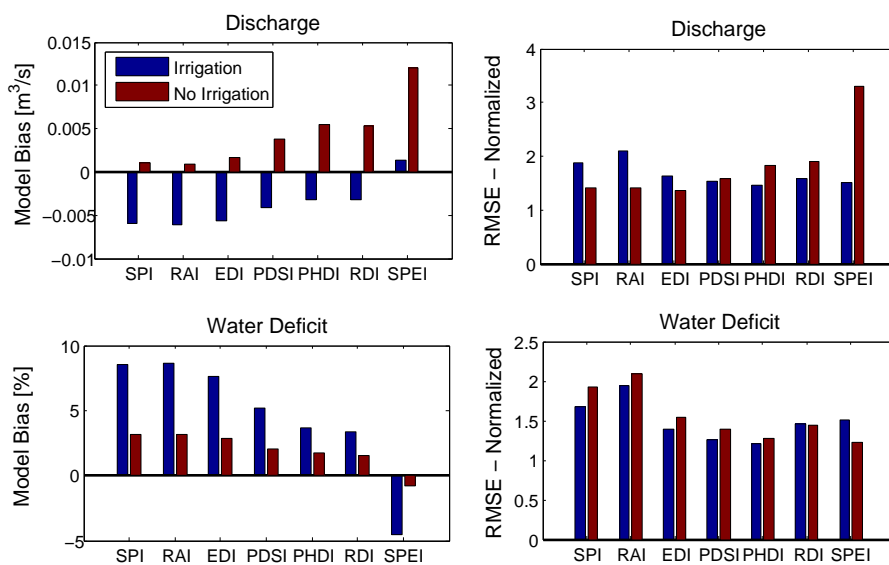 Discharge
Model Bias [m³/s]
0.015
0.01
0.005
0
−0.005
−0.01
Irrigation
No Irrigation
SPI RAI EDI PDSI PHDI RDI SPEI
Discharge
RMSE − Normalized
4
3
2
1
0
SPI RAI EDI PDSI PHDI RDI SPEI
Water Deficit
Model Bias [%]
10
5
0
−5
SPI RAI EDI PDSI PHDI RDI SPEI
Water Deficit
RMSE − Normalized
2.5
2
1.5
1
0.5
0
SPI RAI EDI PDSI PHDI RDI SPEI